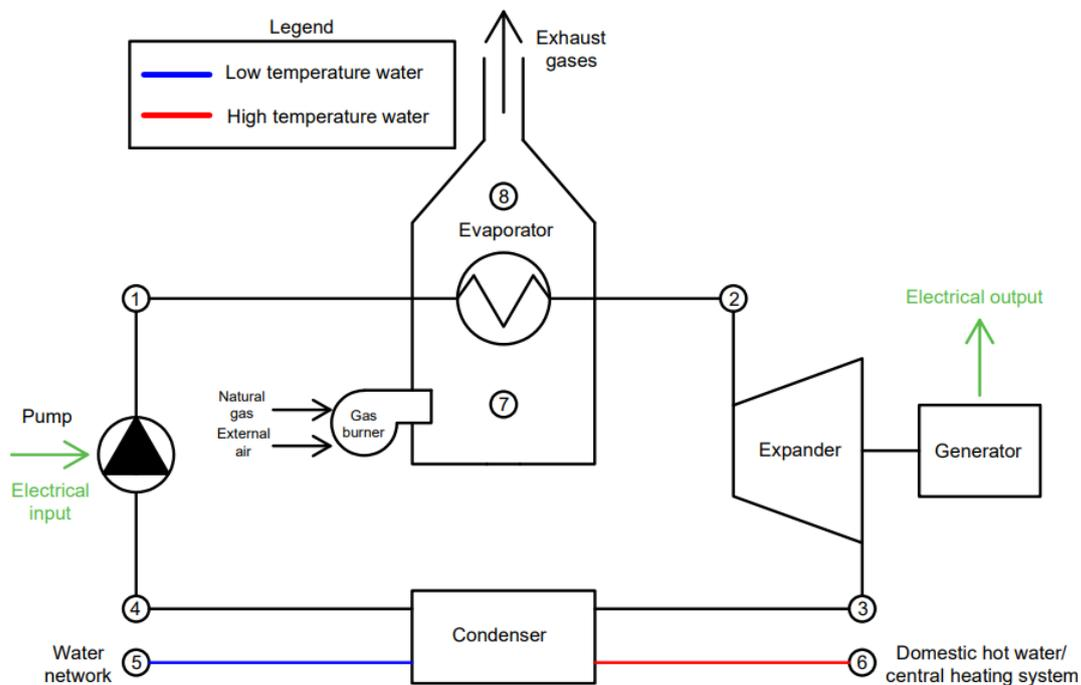 Legend
Low temperature water
High temperature water
Exhaust
gases
8
Evaporator
1
2
Electrical output
Natural
gas
External
air
Gas
burner
7
Pump
Electrical
input
Expander
Generator
4
3
Condenser
Water
network
5
6
Domestic hot water/
central heating system